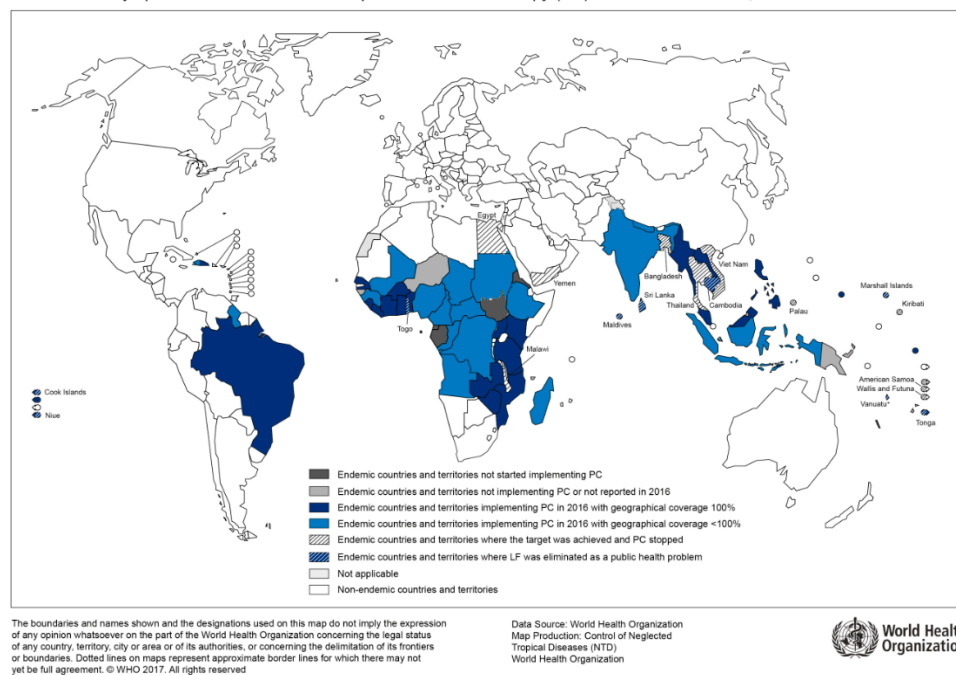 Egypt
Yemen
Bangladesh
Viet Nam
Sri Lanka
Thailand
Cambodia
Maldives
Togo
Malawi
Marshall Islands
Kiribati
Palau
American Samoa
Wallis and Futuna
Vanuatu*
Tonga
Cook Islands
Niue
Endemic countries and territories not started implementing PC
Endemic countries and territories not implementing PC or not reported in 2016
Endemic countries and territories implementing PC in 2016 with geographical coverage 100%
Endemic countries and territories implementing PC in 2016 with geographical coverage <100%
Endemic countries and territories where the target was achieved and PC stopped
Endemic countries and territories where LF was eliminated as a public health problem
Not applicable
Non-endemic countries and territories
The boundaries and names shown and the designations used on this map do not imply the expression
of any opinion whatsoever on the part of the World Health Organization concerning the legal status
of any country, territory, city or area or of its authorities, or concerning the delimitation of its frontiers
or boundaries. Dotted lines on maps represent approximate border lines for which there may not
yet be full agreement. © WHO 2017. All rights reserved
Data Source: World Health Organization
Map Production: Control of Neglected
Tropical Diseases (NTD)
World Health Organization
World Health
Organization